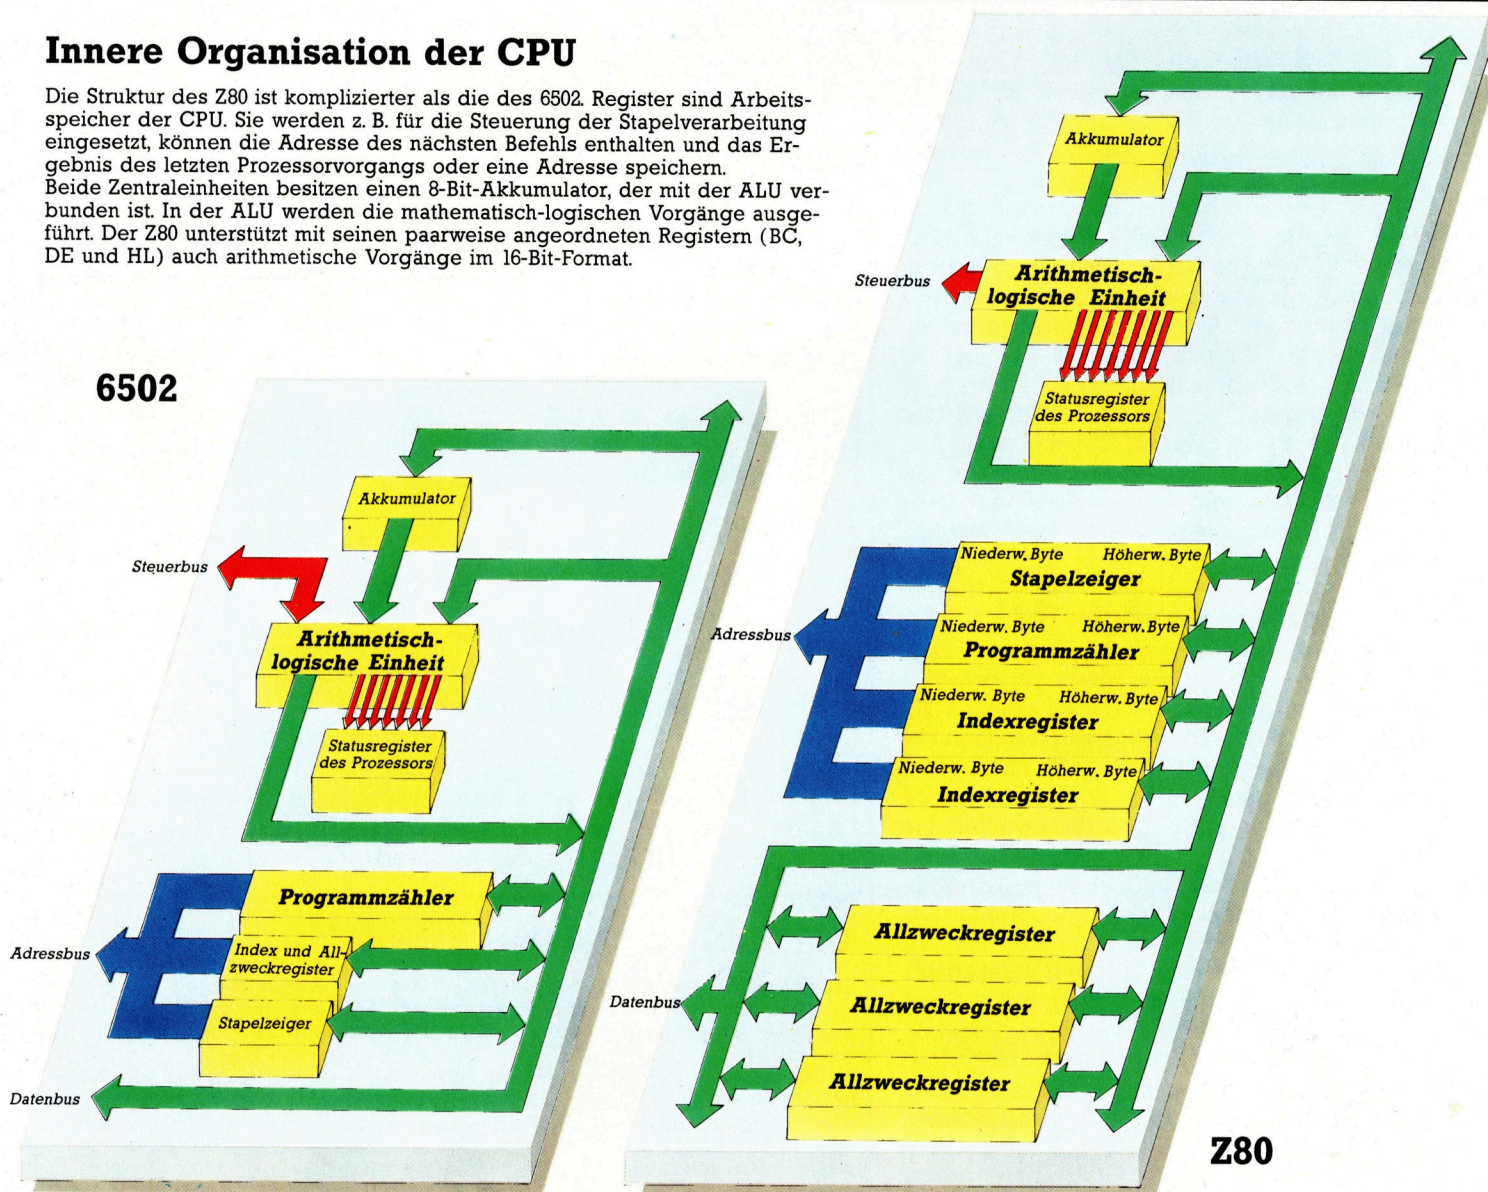 Innere Organisation der CPU
Die Struktur des Z80 ist komplizierter als die des 6502. Register sind Arbeits-
speicher der CPU. Sie werden z. B. für die Steuerung der Stapelverarbeitung
eingesetzt, können die Adresse des nächsten Befehls enthalten und das Er-
gebnis des letzten Prozessorvorgangs oder eine Adresse speichern.
Beide Zentraleinheiten besitzen einen 8-Bit-Akkumulator, der mit der ALU ver-
bunden ist. In der ALU werden die mathematisch-logischen Vorgänge ausge-
führt. Der Z80 unterstützt mit seinen paarweise angeordneten Registern (BC,
DE und HL) auch arithmetische Vorgänge im 16-Bit-Format.
6502
Akkumulator
Steuerbus
Arithmetisch-
logische Einheit
Statusregister
des Prozessors
Programmzähler
Adressbus
Index und All-
zweckregister
Stapelzeiger
Datenbus
Akkumulator
Steuerbus
Arithmetisch-
logische Einheit
Statusregister
des Prozessors
Niederw. Byte Höherw. Byte
Stapelzeiger
Adressbus
Niederw. Byte Höherw. Byte
Programmzähler
Niederw. Byte Höherw. Byte
Indexregister
Niederw. Byte Höherw. Byte
Indexregister
Allzweckregister
Datenbus
Allzweckregister
Allzweckregister
Z80